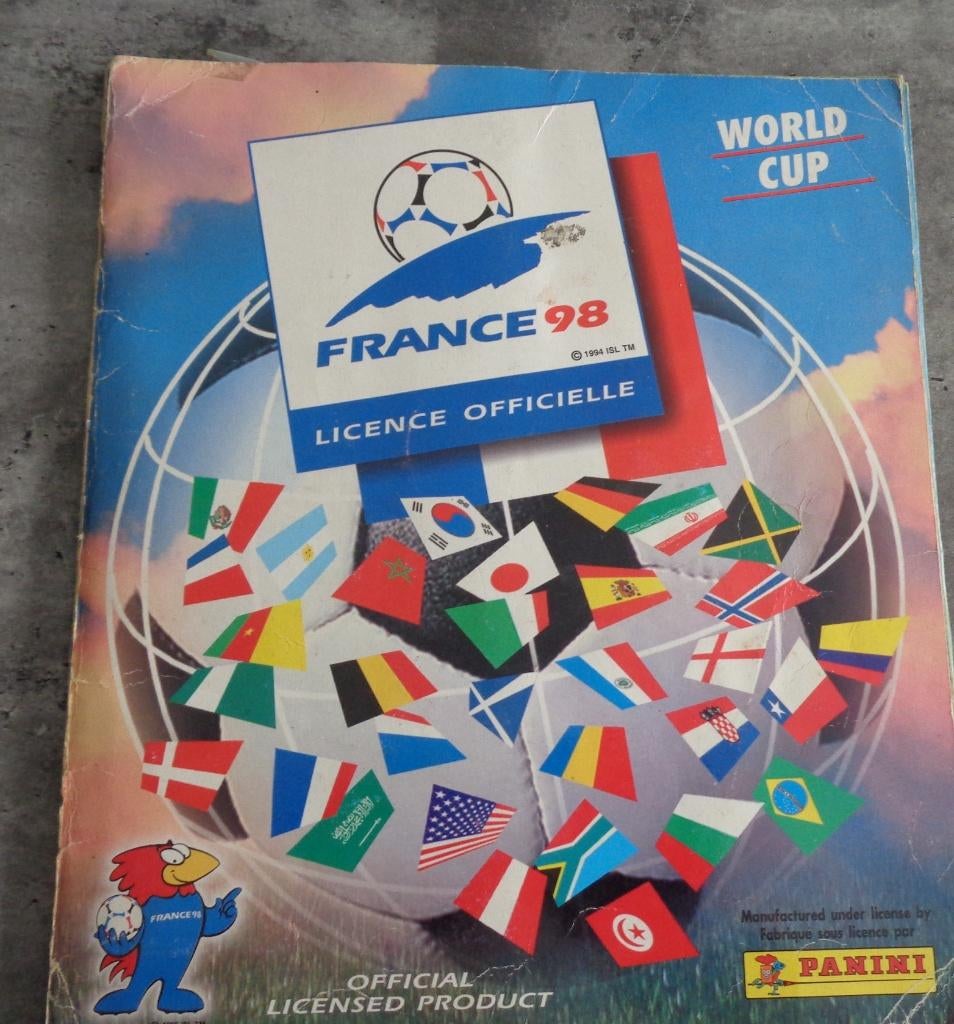 WORLD
CUP
FRANCE 98
© 1994 ISL TM
LICENCE OFFICIELLE
FRANCE 98
OFFICIAL
LICENSED PRODUCT
Manufactured under license by
Fabriqué sous licence par
PANINI